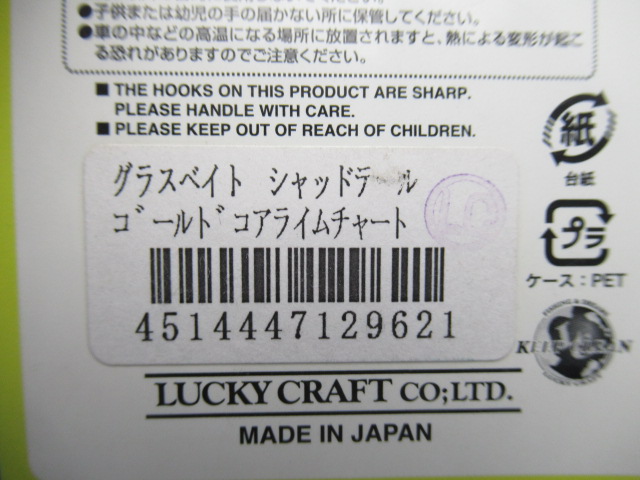 ●子供または幼児の手の届かない所に保管してください。
●車の中などの高温になる場所に放置されますと、熱による変形が起こ
る恐れがありますのでご注意ください。
■ THE HOOKS ON THIS PRODUCT ARE SHARP.
PLEASE HANDLE WITH CARE.
■ PLEASE KEEP OUT OF REACH OF CHILDREN.
紙
台紙
グラスベイト シャッドテール
ゴールドコアライムチャート
4514447129621
プラ
ケース：PET
LUCKY CRAFT CO;LTD.
MADE IN JAPAN